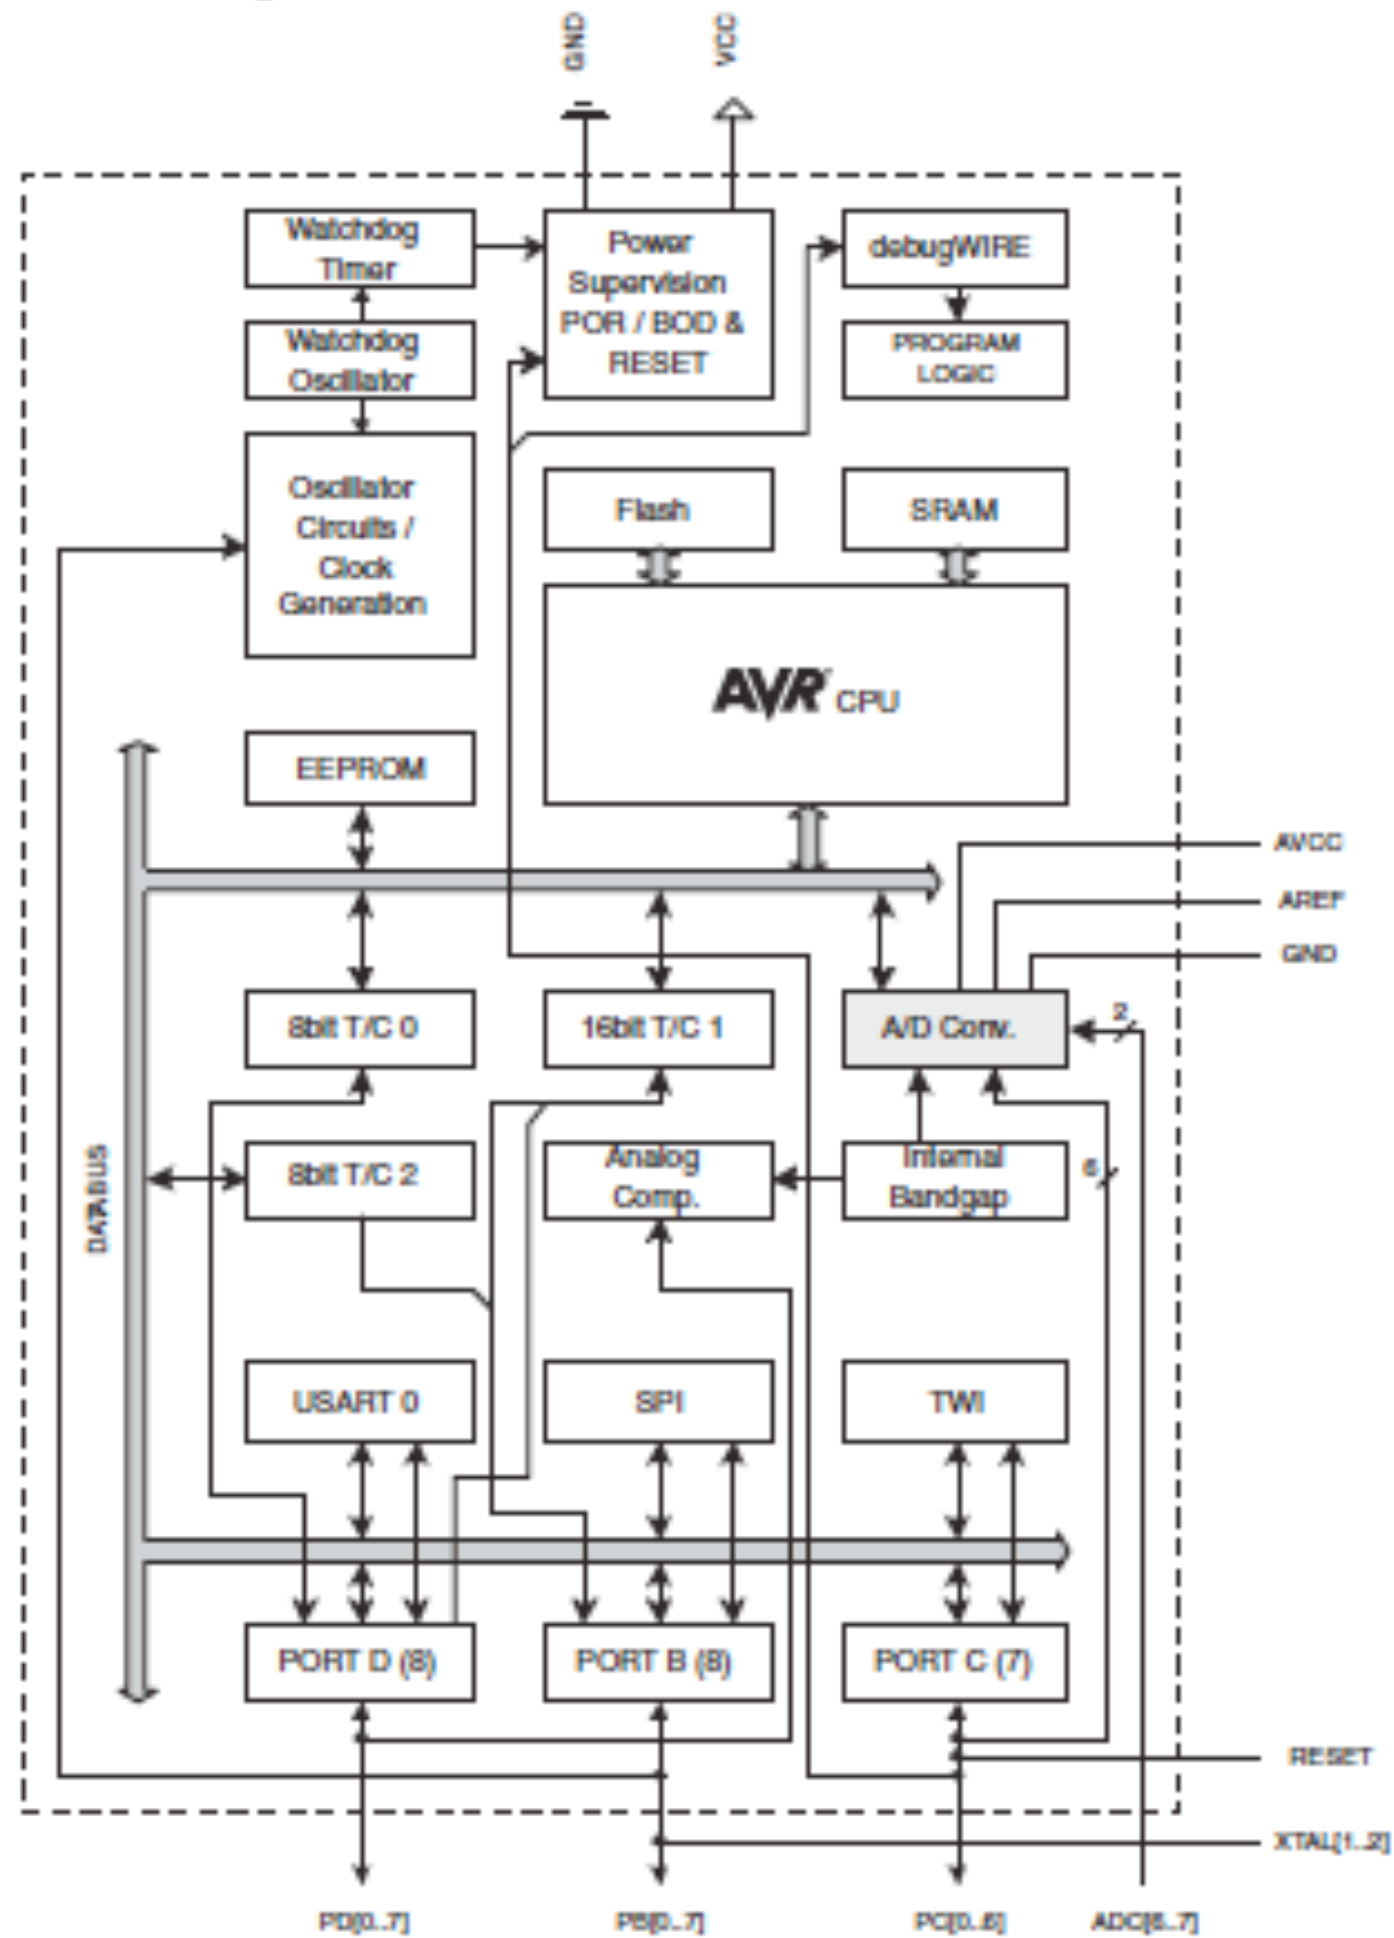 GND
VCC
Watchdog
Timer
Power
Supervision
POR / BOD &
RESET
debugWIRE
Watchdog
Oscillator
PROGRAM
LOGIC
Oscillator
Circuits /
Clock
Generation
Flash
SRAM
AVR CPU
EEPROM
AVCC
AREF
GND
8bit T/C 0
16bit T/C 1
A/D Conv.
2
DATABUS
8bit T/C 2
Analog
Comp.
Internal
Bandgap
6
USART 0
SPI
TWI
PORT D (8)
PORT B (8)
PORT C (7)
RESET
XTAL[1..2]
PD[0..7]
PB[0..7]
PC[0..6]
ADC[6..7]